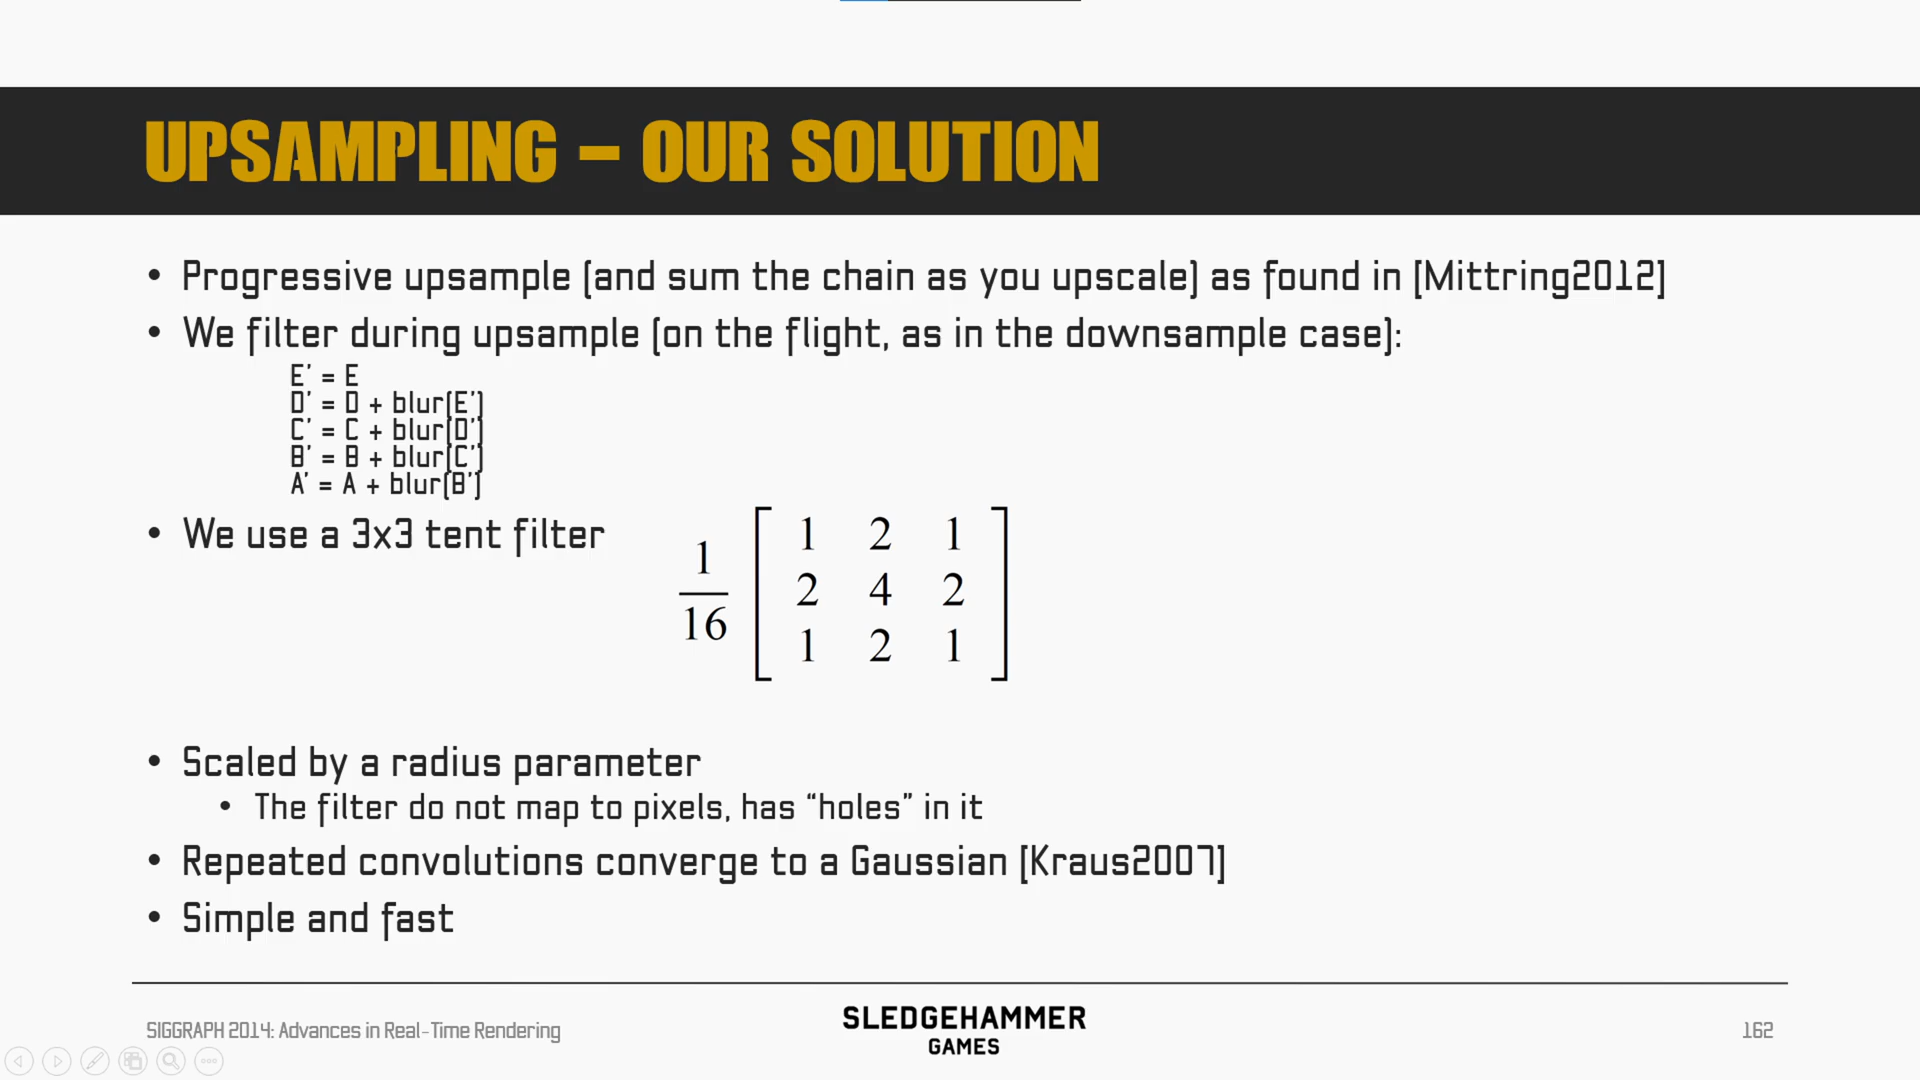 UPSAMPLING – OUR SOLUTION
• Progressive upsample (and sum the chain as you upscale) as found in [Mittring2012]
• We filter during upsample (on the flight, as in the downsample case):
E' = E
D' = D + blur(E')
C' = C + blur(D')
B' = B + blur(C')
A' = A + blur(B')
• We use a 3x3 tent filter
1
16
1 2 1
2 4 2
1 2 1
• Scaled by a radius parameter
• The filter do not map to pixels, has “holes” in it
• Repeated convolutions converge to a Gaussian [Kraus2007]
• Simple and fast
SIGGRAPH 2014: Advances in Real-Time Rendering
SLEDGEHAMMER
GAMES
162